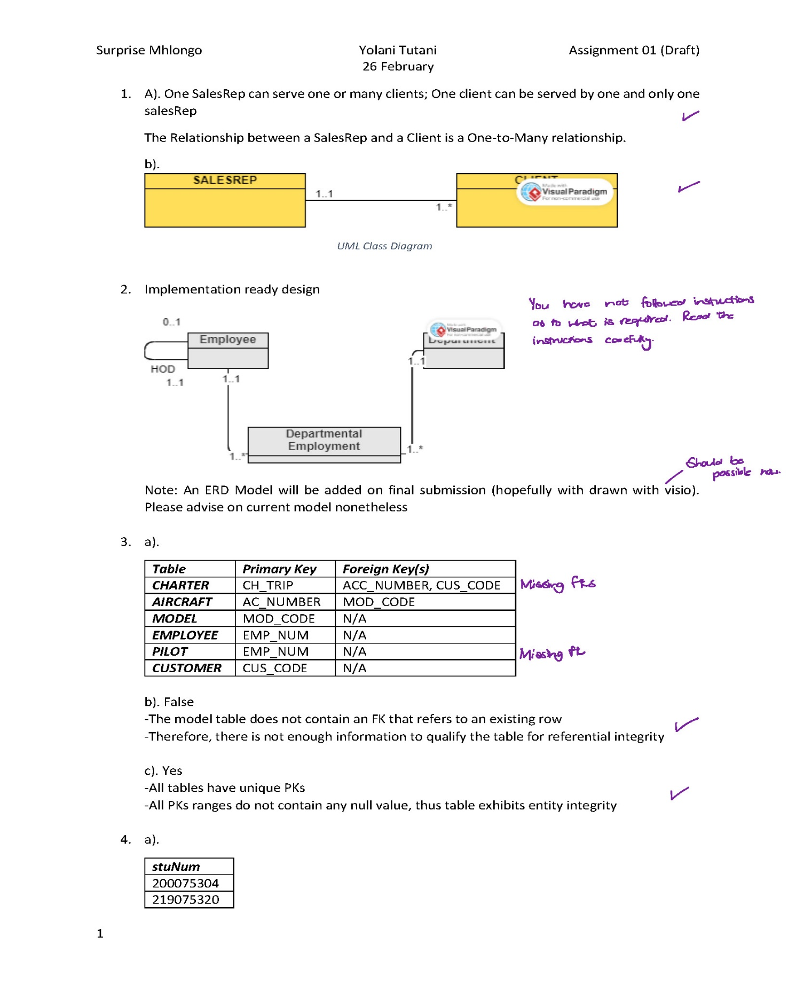 Surprise Mhlongo Yolani Tutani Assignment 01 (Draft)
26 February
1. A). One SalesRep can serve one or many clients; One client can be served by one and only one
salesRep
The Relationship between a SalesRep and a Client is a One-to-Many relationship.
b).
SALESREP
Made with
Visual Paradigm
For non-commercial use
1..1
1..*
UML Class Diagram
2. Implementation ready design
You have not followed instuctions
as to what is required. Read the
instructions carefully.
0..1
Employee
Visual Paradigm
Department
HOD
1..1
1..1
1..1
Departmental
Employment
1..*
1..*
Should be
possible now.
Note: An ERD Model will be added on final submission (hopefully with drawn with visio).
Please advise on current model nonetheless
3. a).
Table Primary Key Foreign Key(s)
CHARTER CH_TRIP ACC_NUMBER, CUS_CODE Missing fks
AIRCRAFT AC_NUMBER MOD_CODE
MODEL MOD_CODE N/A
EMPLOYEE EMP_NUM N/A
PILOT EMP_NUM N/A Missing fk
CUSTOMER CUS_CODE N/A
b). False
-The model table does not contain an FK that refers to an existing row
-Therefore, there is not enough information to qualify the table for referential integrity
c). Yes
-All tables have unique PKs
-All PKs ranges do not contain any null value, thus table exhibits entity integrity
4. a).
stuNum
200075304
219075320
1